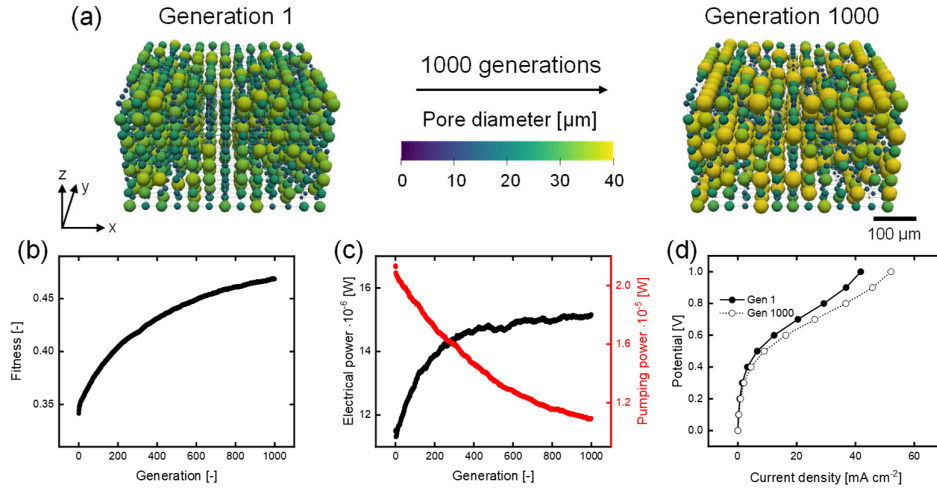 (a)
Generation 1
Generation 1000
1000 generations
Pore diameter [µm]
0 10 20 30 40
z
y
x
100 µm
(b)
Fitness [-]
0.45
0.40
0.35
0 200 400 600 800 1000
Generation [-]
(c)
Electrical power ·10⁻⁶ [W]
16
14
12
11
0 200 400 600 800 1000
Generation [-]
2.0
1.6
1.2
1.1
Pumping power ·10⁻⁵ [W]
(d)
Potential [V]
1.0
0.8
0.6
0.4
0.2
0.0
Gen 1
Gen 1000
0 20 40 60
Current density [mA cm⁻²]